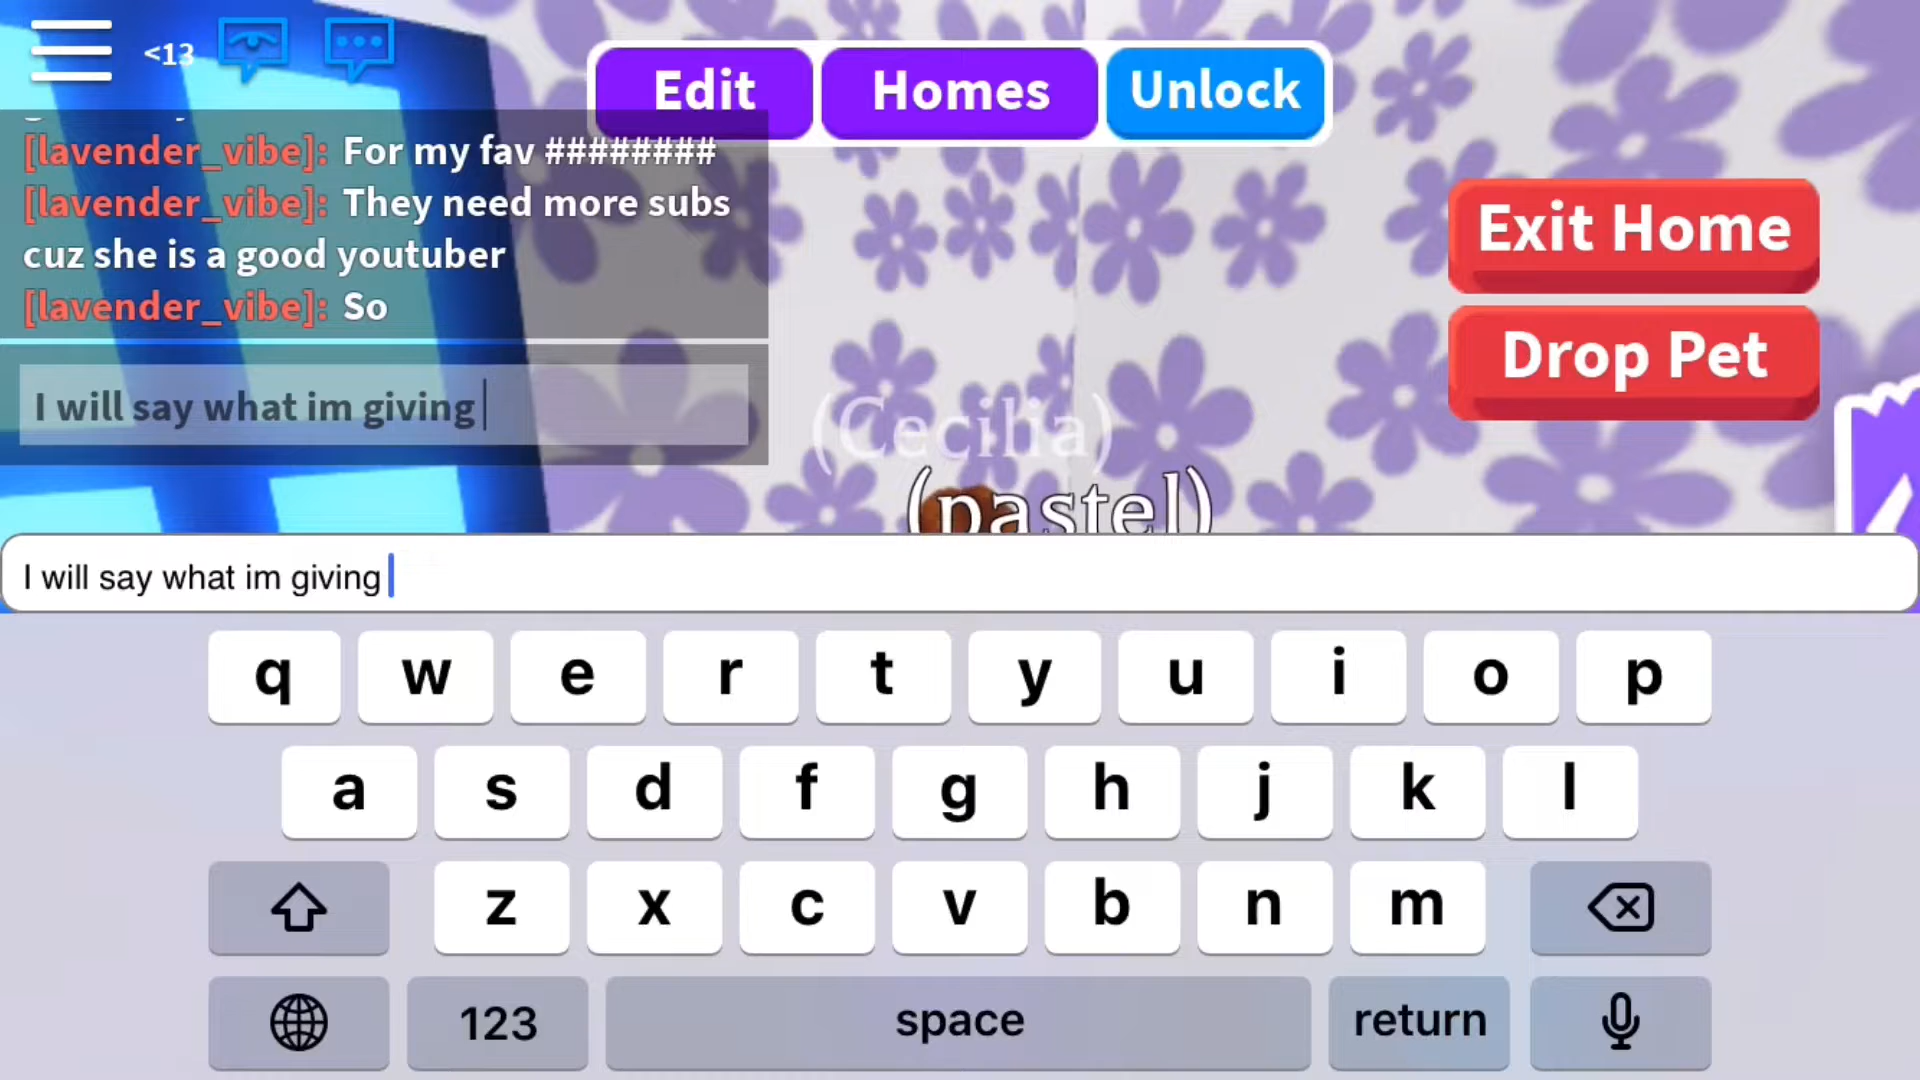 <13
Edit Homes Unlock
[lavender_vibe]: For my fav ########
[lavender_vibe]: They need more subs
cuz she is a good youtuber
[lavender_vibe]: So
Exit Home
Drop Pet
I will say what im giving
(Cecilia)
(pastel)
I will say what im giving
q w e r t y u i o p
a s d f g h j k l
z x c v b n m
123 space return